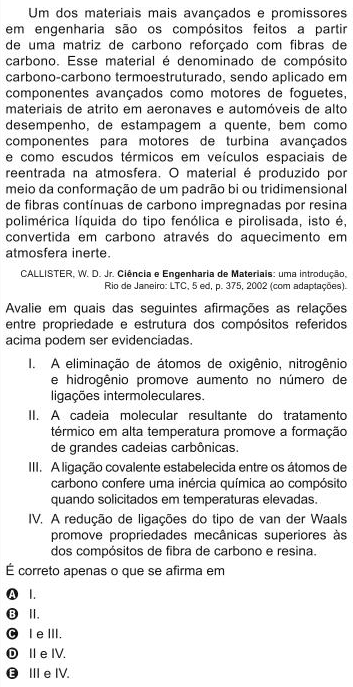 Um dos materiais mais avançados e promissores
em engenharia são os compósitos feitos a partir
de uma matriz de carbono reforçado com fibras de
carbono. Esse material é denominado de compósito
carbono-carbono termoestruturado, sendo aplicado em
componentes avançados como motores de foguetes,
materiais de atrito em aeronaves e automóveis de alto
desempenho, de estampagem a quente, bem como
componentes para motores de turbina avançados
e como escudos térmicos em veículos espaciais de
reentrada na atmosfera. O material é produzido por
meio da conformação de um padrão bi ou tridimensional
de fibras contínuas de carbono impregnadas por resina
polimérica líquida do tipo fenólica e pirolisada, isto é,
convertida em carbono através do aquecimento em
atmosfera inerte.
CALLISTER, W. D. Jr. Ciência e Engenharia de Materiais: uma introdução,
Rio de Janeiro: LTC, 5 ed, p. 375, 2002 (com adaptações).
Avalie em quais das seguintes afirmações as relações
entre propriedade e estrutura dos compósitos referidos
acima podem ser evidenciadas.
I. A eliminação de átomos de oxigênio, nitrogênio
e hidrogênio promove aumento no número de
ligações intermoleculares.
II. A cadeia molecular resultante do tratamento
térmico em alta temperatura promove a formação
de grandes cadeias carbônicas.
III. A ligação covalente estabelecida entre os átomos de
carbono confere uma inércia química ao compósito
quando solicitados em temperaturas elevadas.
IV. A redução de ligações do tipo de van der Waals
promove propriedades mecânicas superiores às
dos compósitos de fibra de carbono e resina.
É correto apenas o que se afirma em
A I.
B II.
C I e III.
D II e IV.
E III e IV.